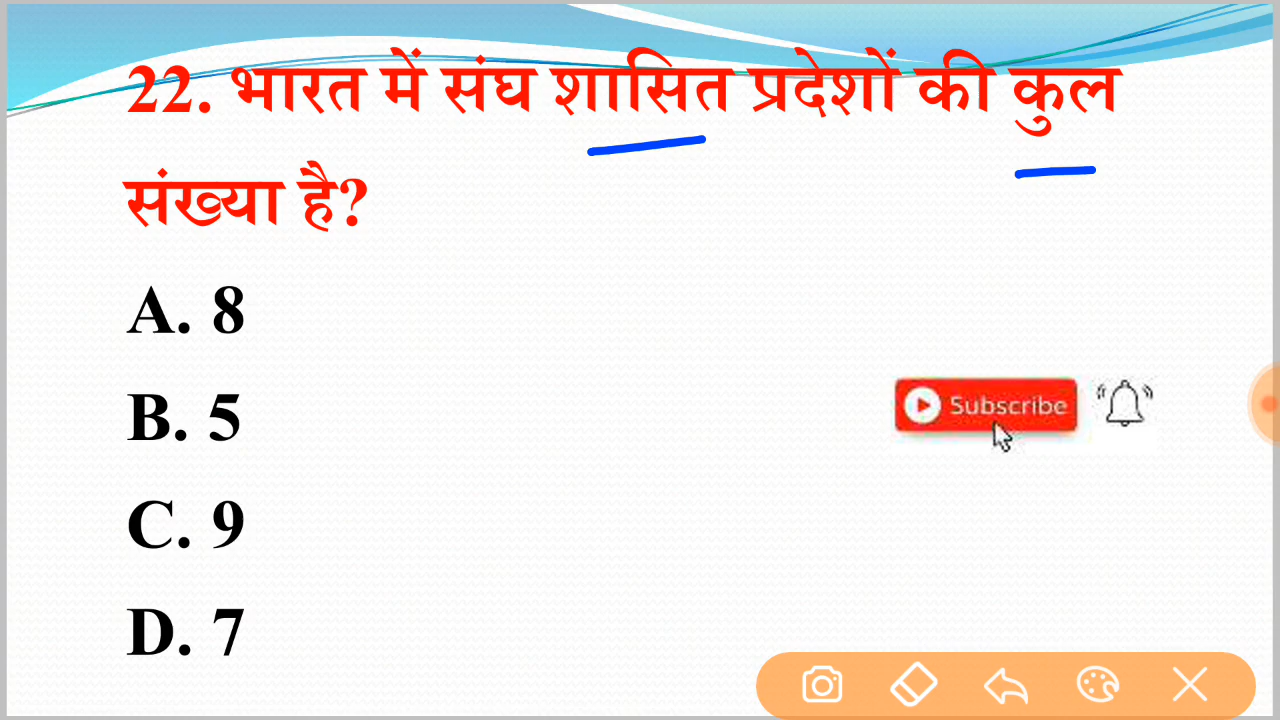 22. भारत में संघ शासित प्रदेशों की कुल
संख्या है?
A. 8
B. 5
Subscribe
C. 9
D. 7